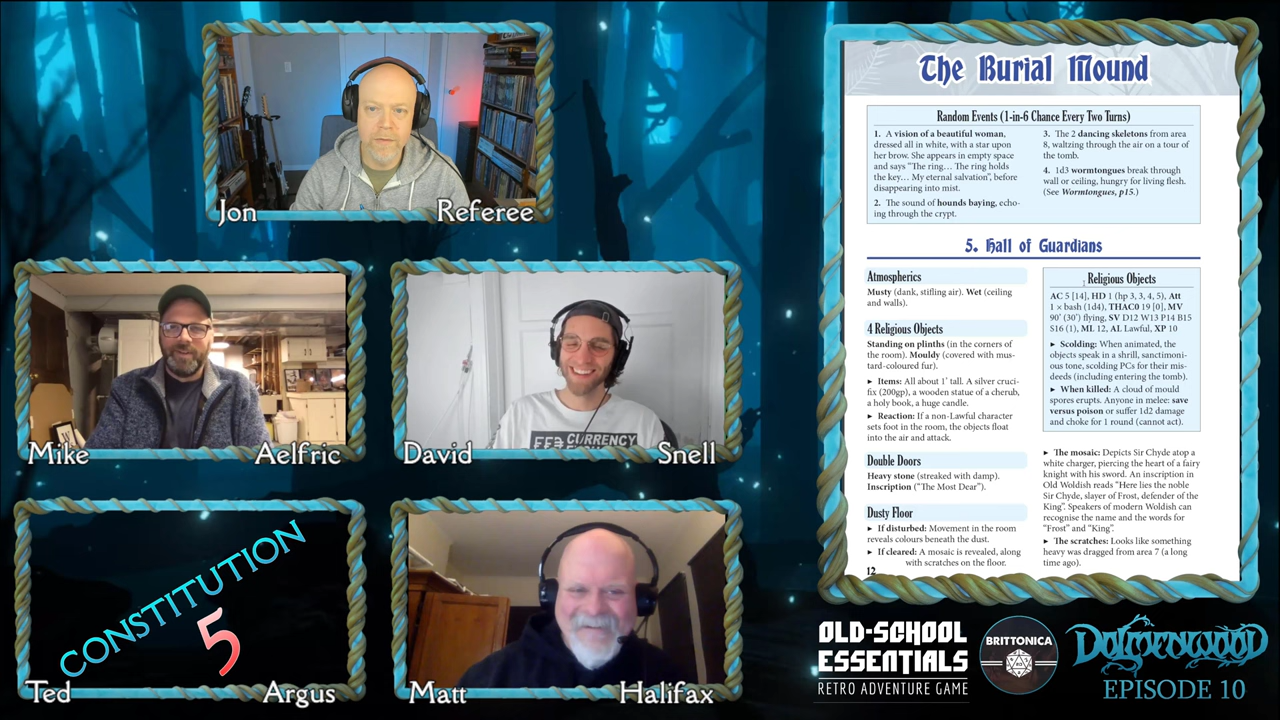 Jon Referee
Mike Aelfric
David Snell
CURRENCY
CONSTITUTION
5
Ted Argus
Matt Halifax
The Burial Mound
Random Events (1-in-6 Chance Every Two Turns)
1. A vision of a beautiful woman,
dressed all in white, with a star upon
her brow. She appears in empty space
and says “The ring… The ring holds
the key… My eternal salvation”, before
disappearing into mist.
2. The sound of hounds baying, echo-
ing through the crypt.
3. The 2 dancing skeletons from area
8, waltzing through the air on a tour of
the tomb.
4. 1d3 wormtongues break through
wall or ceiling, hungry for living flesh.
(See Wormtongues, p15.)
5. Hall of Guardians
Atmospherics
Musty (dank, stifling air). Wet (ceiling
and walls).
4 Religious Objects
Standing on plinths (in the corners of
the room). Mouldy (covered with mus-
tard-coloured fur).
▶ Items: All about 1’ tall. A silver cruci-
fix (200gp), a wooden statue of a cherub,
a holy book, a huge candle.
▶ Reaction: If a non-Lawful character
sets foot in the room, the objects float
into the air and attack.
Double Doors
Heavy stone (streaked with damp).
Inscription (“The Most Dear”).
Dusty Floor
▶ If disturbed: Movement in the room
reveals colours beneath the dust.
▶ If cleared: A mosaic is revealed, along
with scratches on the floor.
12
Religious Objects
AC 5 [14], HD 1 (hp 3, 3, 4, 5), Att
1 × bash (1d4), THAC0 19 [0], MV
90’ (30’) flying, SV D12 W13 P14 B15
S16 (1), ML 12, AL Lawful, XP 10
▶ Scolding: When animated, the
objects speak in a shrill, sanctimoni-
ous tone, scolding PCs for their mis-
deeds (including entering the tomb).
▶ When killed: A cloud of mould
spores erupts. Anyone in melee: save
versus poison or suffer 1d2 damage
and choke for 1 round (cannot act).
▶ The mosaic: Depicts Sir Chyde atop a
white charger, piercing the heart of a fairy
knight with his sword. An inscription in
Old Woldish reads “Here lies the noble
Sir Chyde, slayer of Frost, defender of the
King”. Speakers of modern Woldish can
recognise the name and the words for
“Frost” and “King”.
▶ The scratches: Looks like something
heavy was dragged from area 7 (a long
time ago).
OLD-SCHOOL
ESSENTIALS
RETRO ADVENTURE GAME
BRITTONICA
Dolmenwood
EPISODE 10